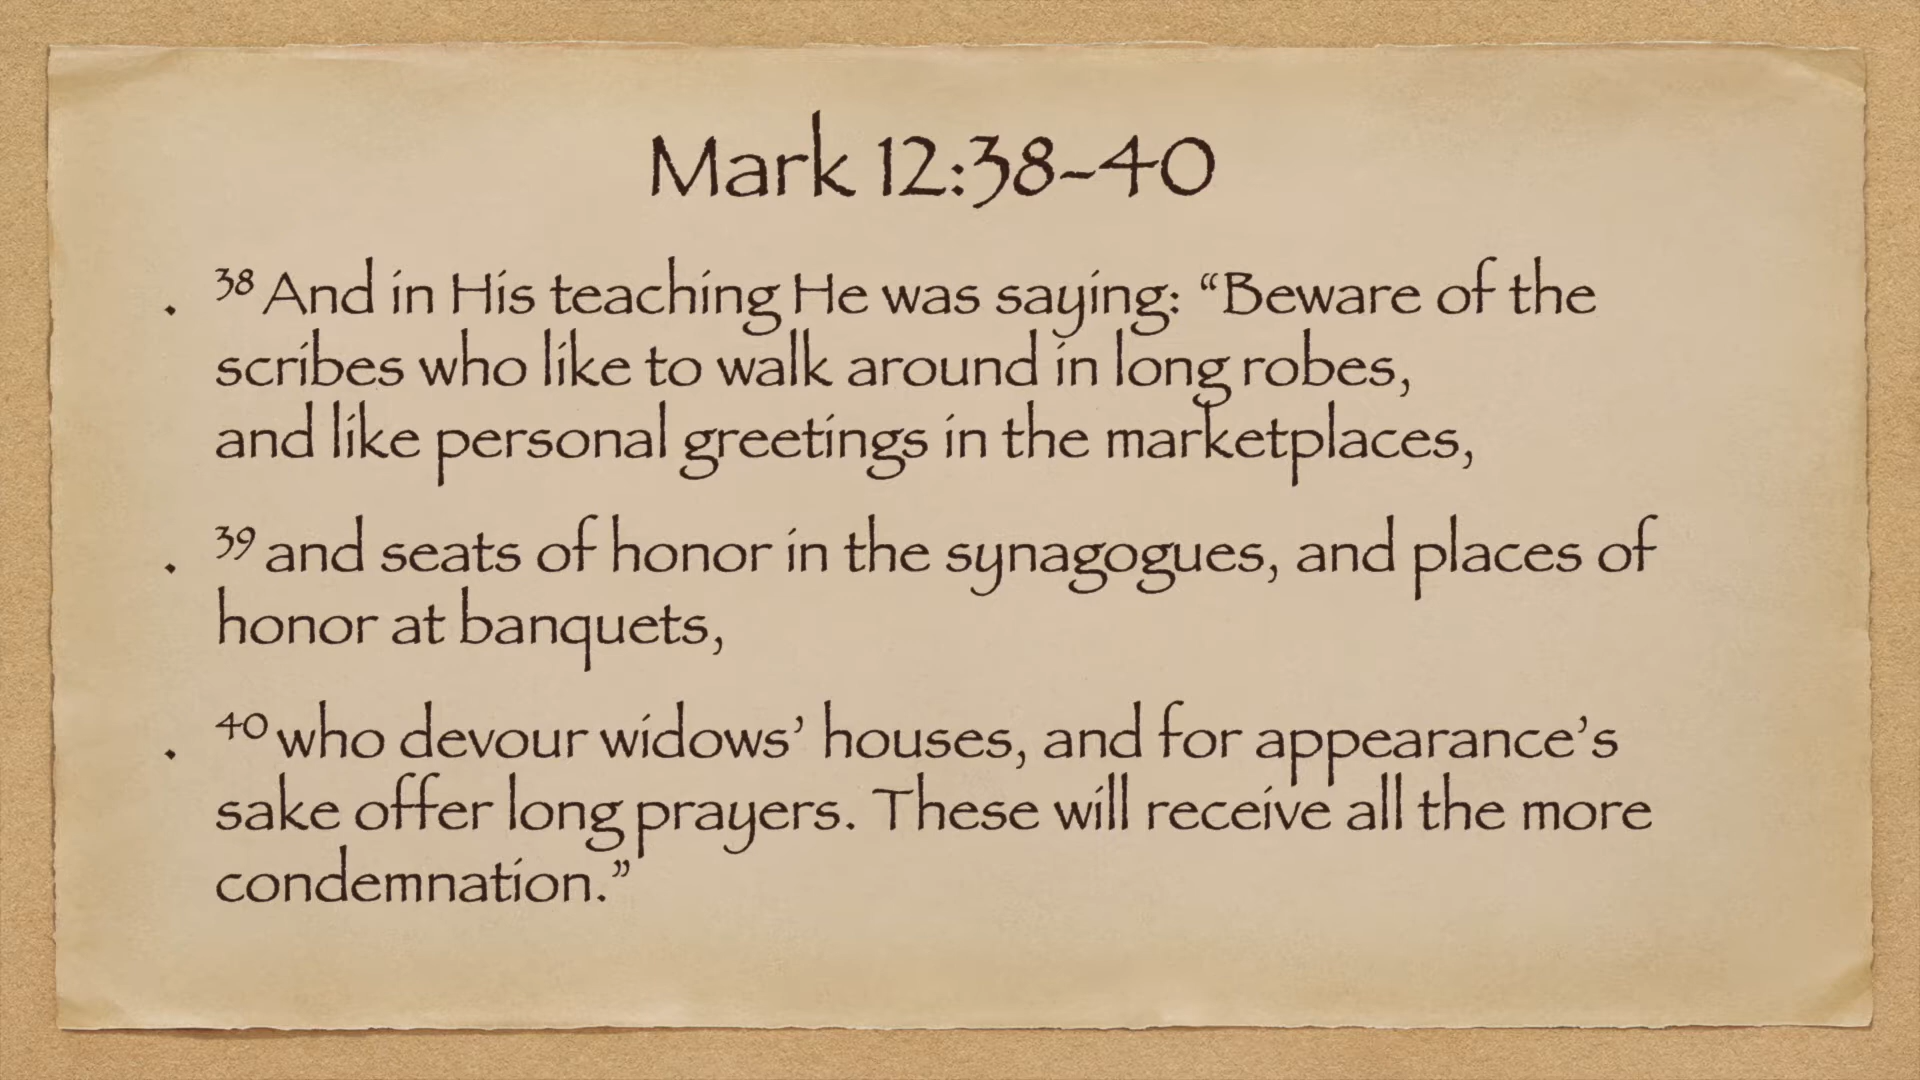 Mark 12:38-40
. 38 And in His teaching He was saying: “Beware of the
scribes who like to walk around in long robes,
and like personal greetings in the marketplaces,
. 39 and seats of honor in the synagogues, and places of
honor at banquets,
. 40 who devour widows’ houses, and for appearance’s
sake offer long prayers. These will receive all the more
condemnation.”